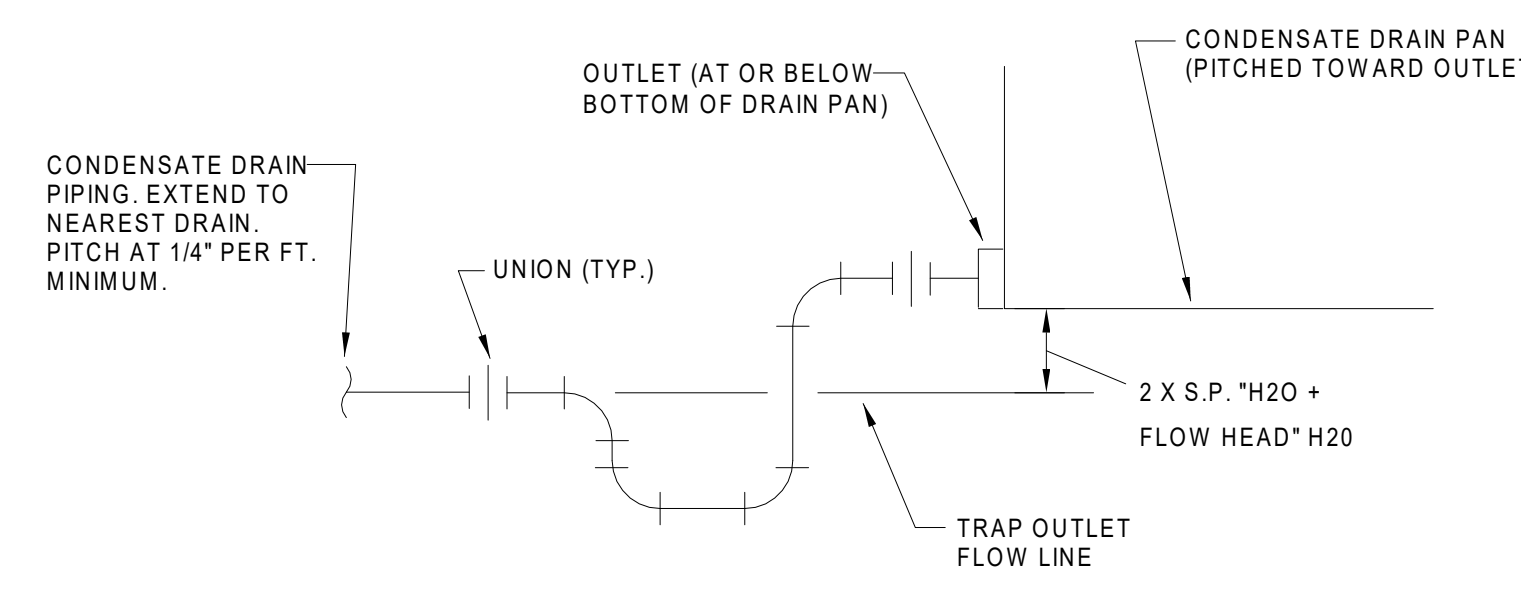 CONDENSATE DRAIN PAN
(PITCHED TOWARD OUTLET
OUTLET (AT OR BELOW
BOTTOM OF DRAIN PAN)
CONDENSATE DRAIN
PIPING. EXTEND TO
NEAREST DRAIN.
PITCH AT 1/4" PER FT.
MINIMUM.
UNION (TYP.)
2 X S.P. "H2O +
FLOW HEAD" H20
TRAP OUTLET
FLOW LINE